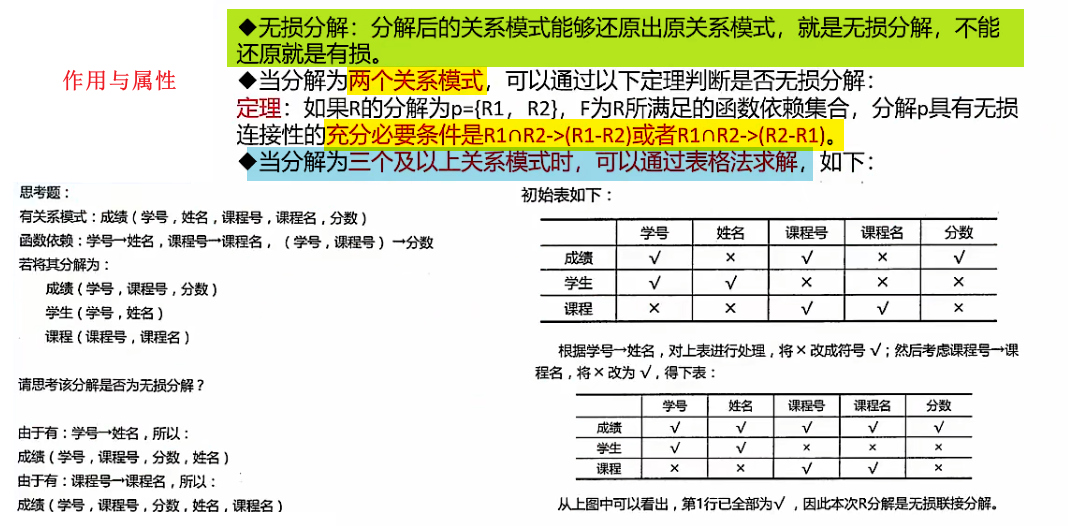 ◆无损分解：分解后的关系模式能够还原出原关系模式，就是无损分解，不能
还原就是有损。
作用与属性
◆当分解为两个关系模式，可以通过以下定理判断是否无损分解：
定理：如果R的分解为p={R1，R2}，F为R所满足的函数依赖集合，分解p具有无损
连接性的充分必要条件是R1∩R2->(R1-R2)或者R1∩R2->(R2-R1)。
◆当分解为三个及以上关系模式时，可以通过表格法求解，如下：
思考题：
有关系模式：成绩（学号，姓名，课程号，课程名，分数）
函数依赖：学号→姓名，课程号→课程名，（学号，课程号）→分数
若将其分解为：
成绩（学号，课程号，分数）
学生（学号，姓名）
课程（课程号，课程名）
请思考该分解是否为无损分解？
由于有：学号→姓名，所以：
成绩（学号，课程号，分数，姓名）
由于有：课程号→课程名，所以：
成绩（学号，课程号，分数，姓名，课程名）
初始表如下：
学号 姓名 课程号 课程名 分数
成绩 √ × √ × √
学生 √ √ × × ×
课程 × × √ √ ×
根据学号→姓名，对上表进行处理，将×改成符号√；然后考虑课程号→课
程名，将×改为√，得下表：
学号 姓名 课程号 课程名 分数
成绩 √ √ √ √ √
学生 √ √ × × ×
课程 × × √ √ ×
从上图中可以看出，第1行已全部为√，因此本次R分解是无损联接分解。